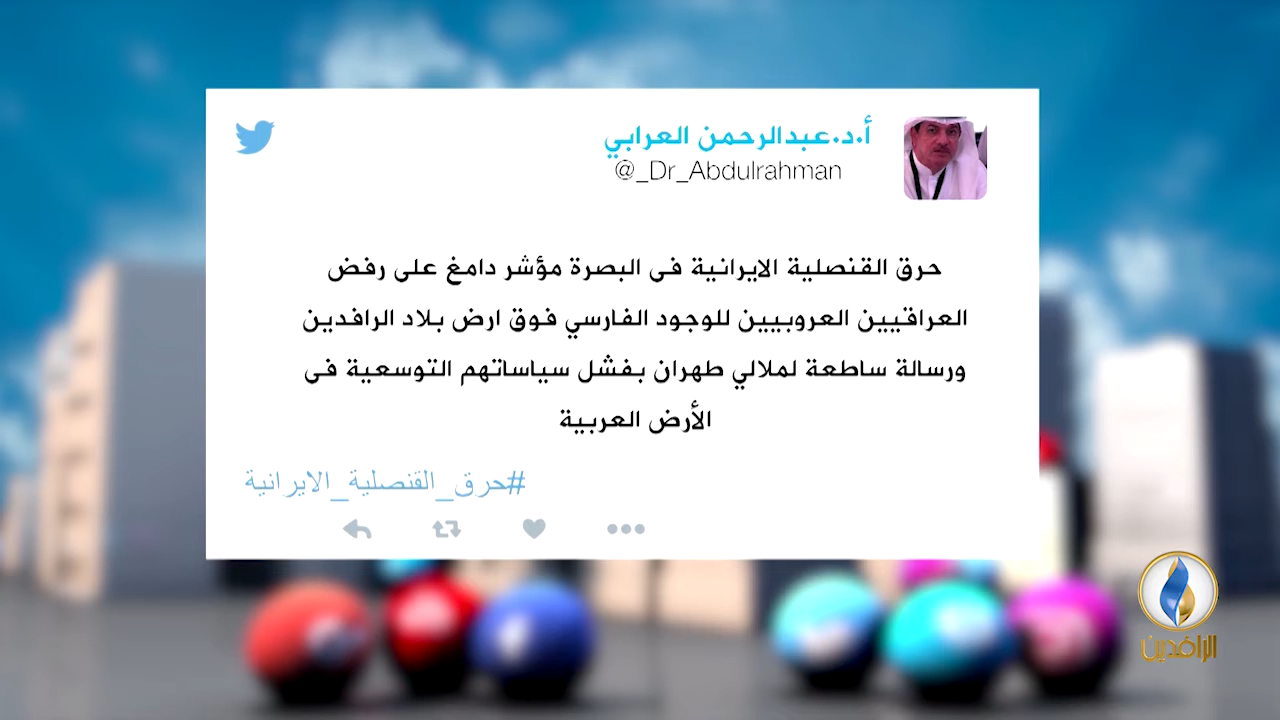 أ.د.عبدالرحمن العرابي
@_Dr_Abdulrahman
حرق القنصلية الايرانية فى البصرة مؤشر دامغ على رفض
العراقيين العروبيين للوجود الفارسي فوق ارض بلاد الرافدين
ورسالة ساطعة لملالي طهران بفشل سياساتهم التوسعية فى
الأرض العربية
#حرق_القنصلية_الايرانية
الرافدين